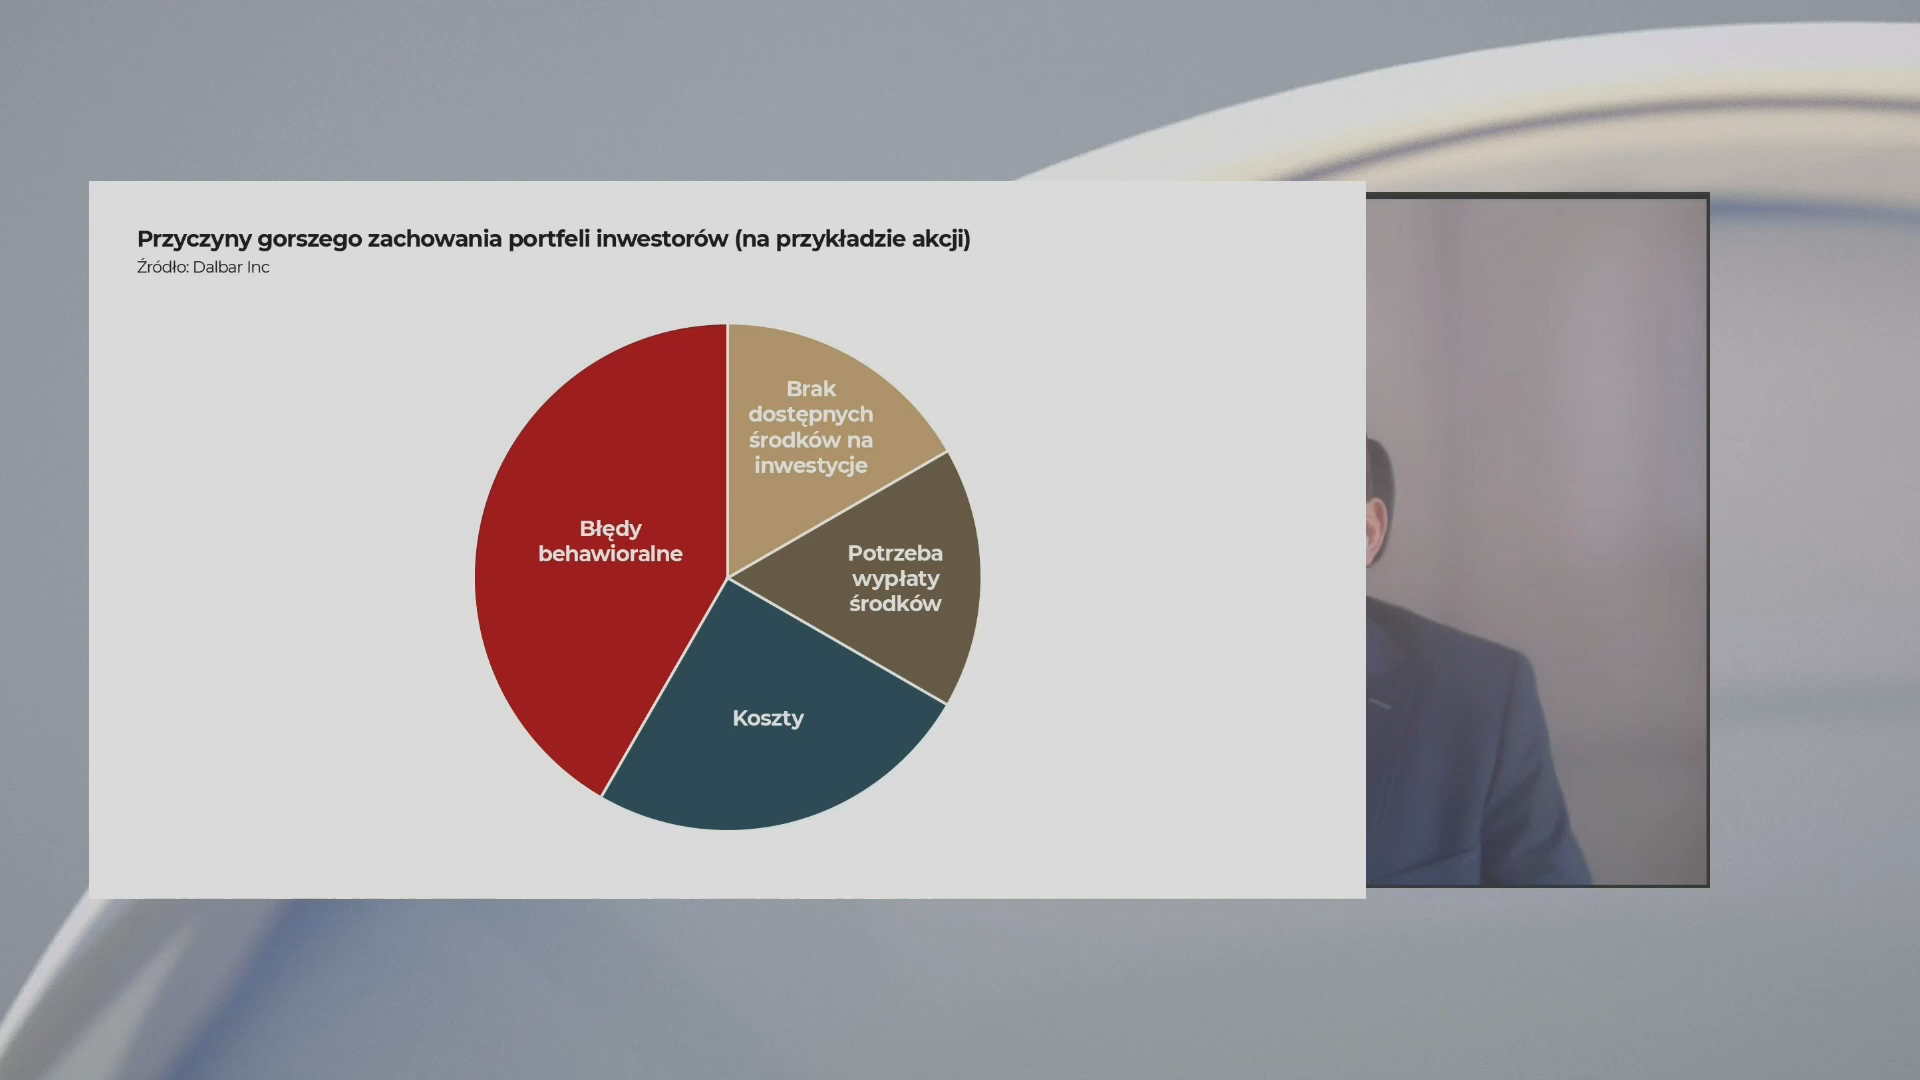 Przyczyny gorszego zachowania portfeli inwestorów (na przykładzie akcji)
Źródło: Dalbar Inc
Brak
dostępnych
środków na
inwestycje
Błędy
behawioralne
Potrzeba
wypłaty
środków
Koszty